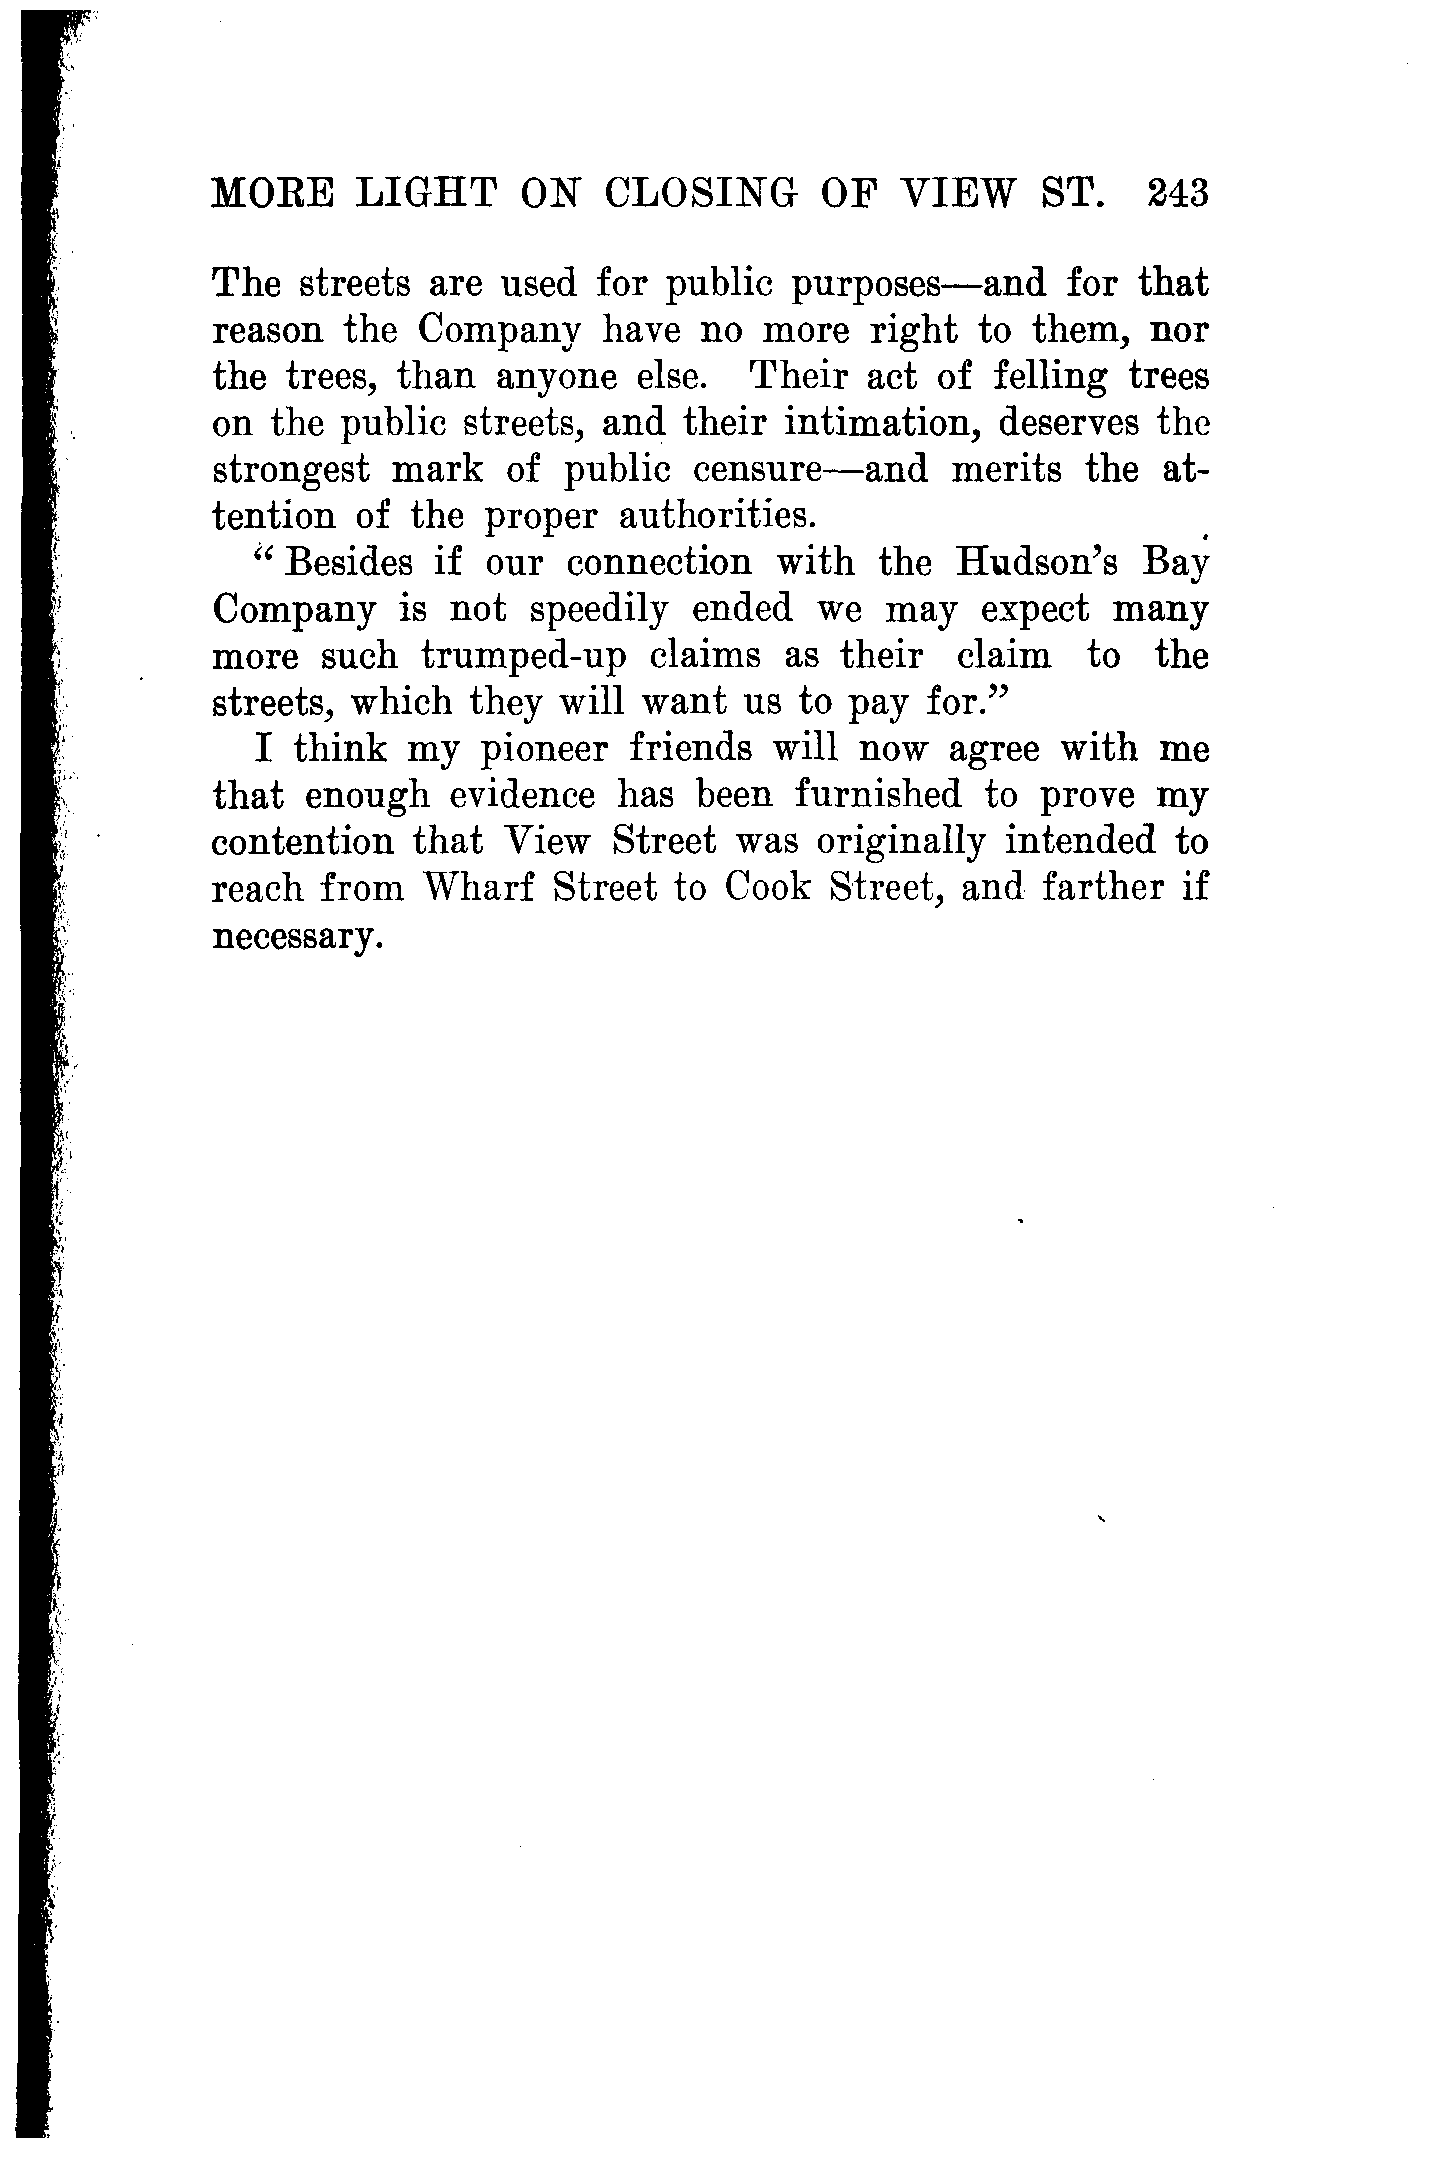 MORE LIGHT ON CLOSING OF VIEW ST. 243
The streets are used for public purposes—and for that
reason the Company have no more right to them, nor
the trees, than anyone else. Their act of felling trees
on the public streets, and their intimation, deserves the
strongest mark of public censure—and merits the at-
tention of the proper authorities.
“ Besides if our connection with the Hudson’s Bay
Company is not speedily ended we may expect many
more such trumped-up claims as their claim to the
streets, which they will want us to pay for.”
I think my pioneer friends will now agree with me
that enough evidence has been furnished to prove my
contention that View Street was originally intended to
reach from Wharf Street to Cook Street, and farther if
necessary.